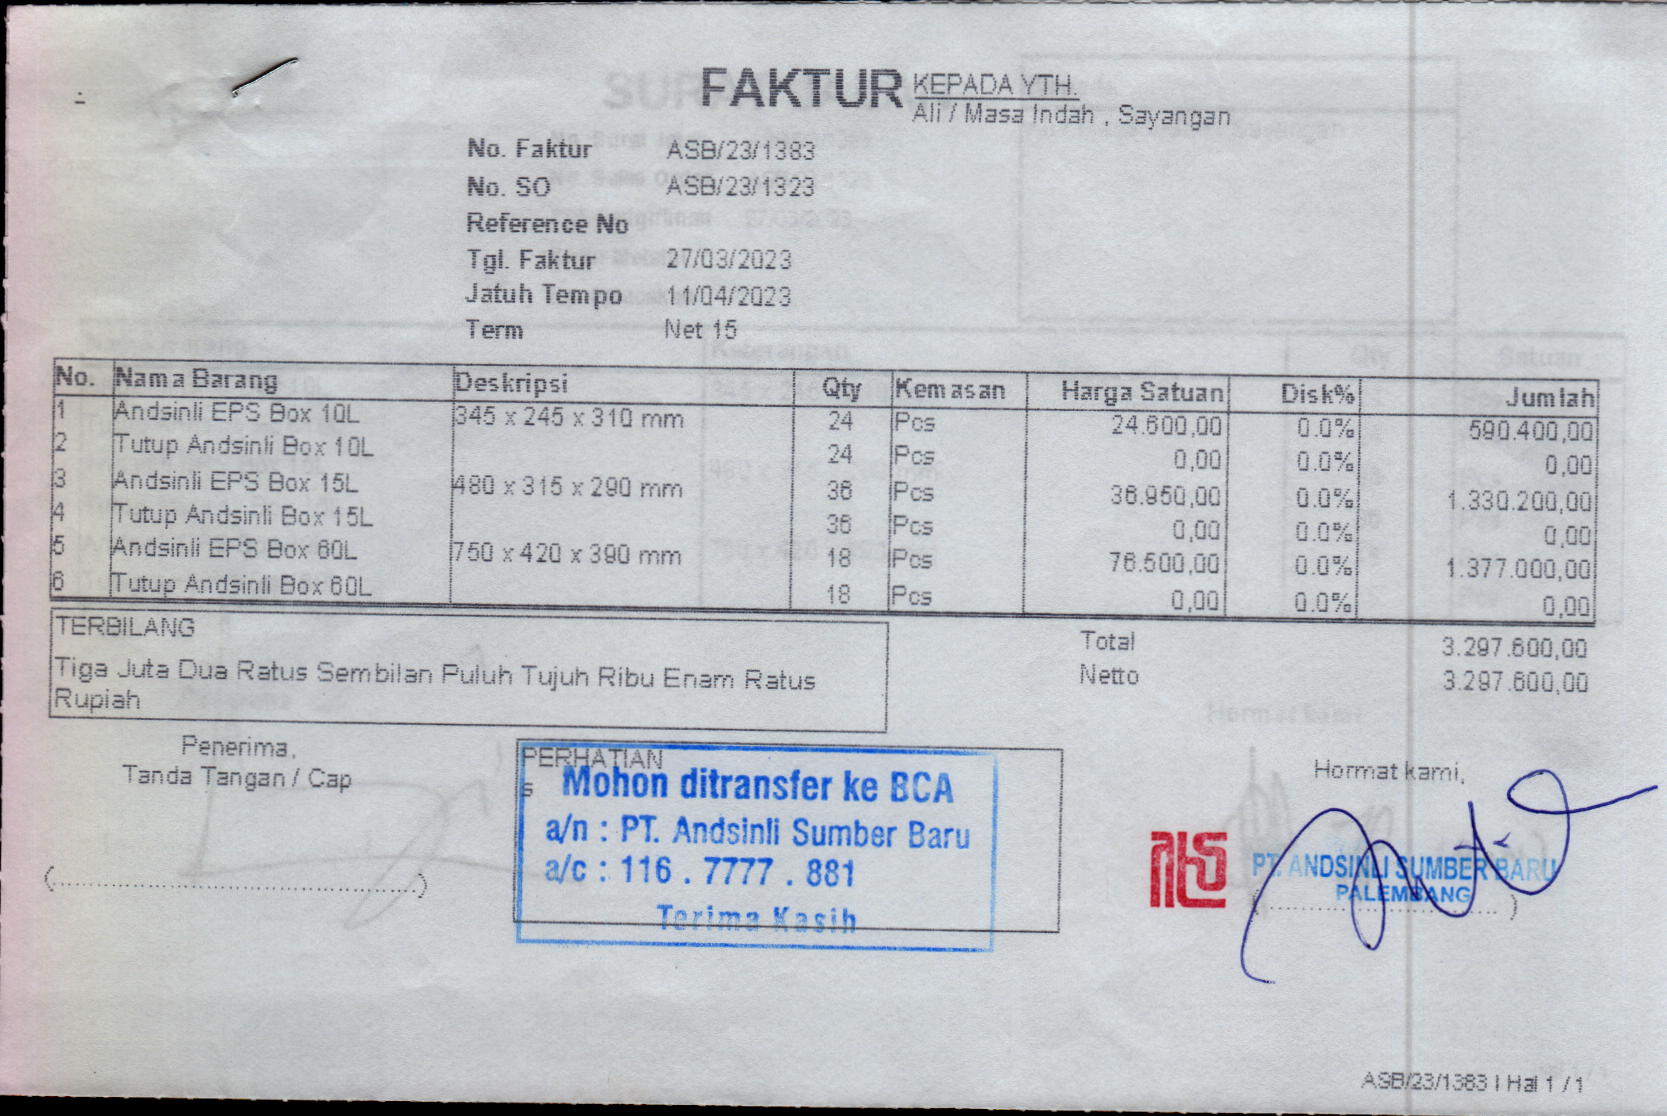 FAKTUR
KEPADA YTH.
Ali / Masa Indah , Sayangan
No. Faktur ASB/23/1383
No. SO ASB/23/1323
Reference No
Tgl. Faktur 27/03/2023
Jatuh Tempo 11/04/2023
Term Net 15
No. Nama Barang Deskripsi Qty Kemasan Harga Satuan Disk% Jumlah
1 Andsinli EPS Box 10L 345 x 245 x 310 mm 24 Pcs 24.600,00 0.0% 590.400,00
2 Tutup Andsinli Box 10L 24 Pcs 0,00 0.0% 0,00
3 Andsinli EPS Box 15L 480 x 315 x 290 mm 36 Pcs 36.950,00 0.0% 1.330.200,00
4 Tutup Andsinli Box 15L 36 Pcs 0,00 0.0% 0,00
5 Andsinli EPS Box 60L 750 x 420 x 390 mm 18 Pcs 76.500,00 0.0% 1.377.000,00
6 Tutup Andsinli Box 60L 18 Pcs 0,00 0.0% 0,00
TERBILANG
Tiga Juta Dua Ratus Sembilan Puluh Tujuh Ribu Enam Ratus
Rupiah
Total 3.297.600,00
Netto 3.297.600,00
Penerima,
Tanda Tangan / Cap
(........................................)
PERHATIAN
s
Mohon ditransfer ke BCA
a/n : PT. Andsinli Sumber Baru
a/c : 116 . 7777 . 881
Terima Kasih
Hormat kami,
PT. ANDSINLI SUMBER BARU
PALEMBANG
(........................................)
ASB/23/1383 | Hal 1 / 1